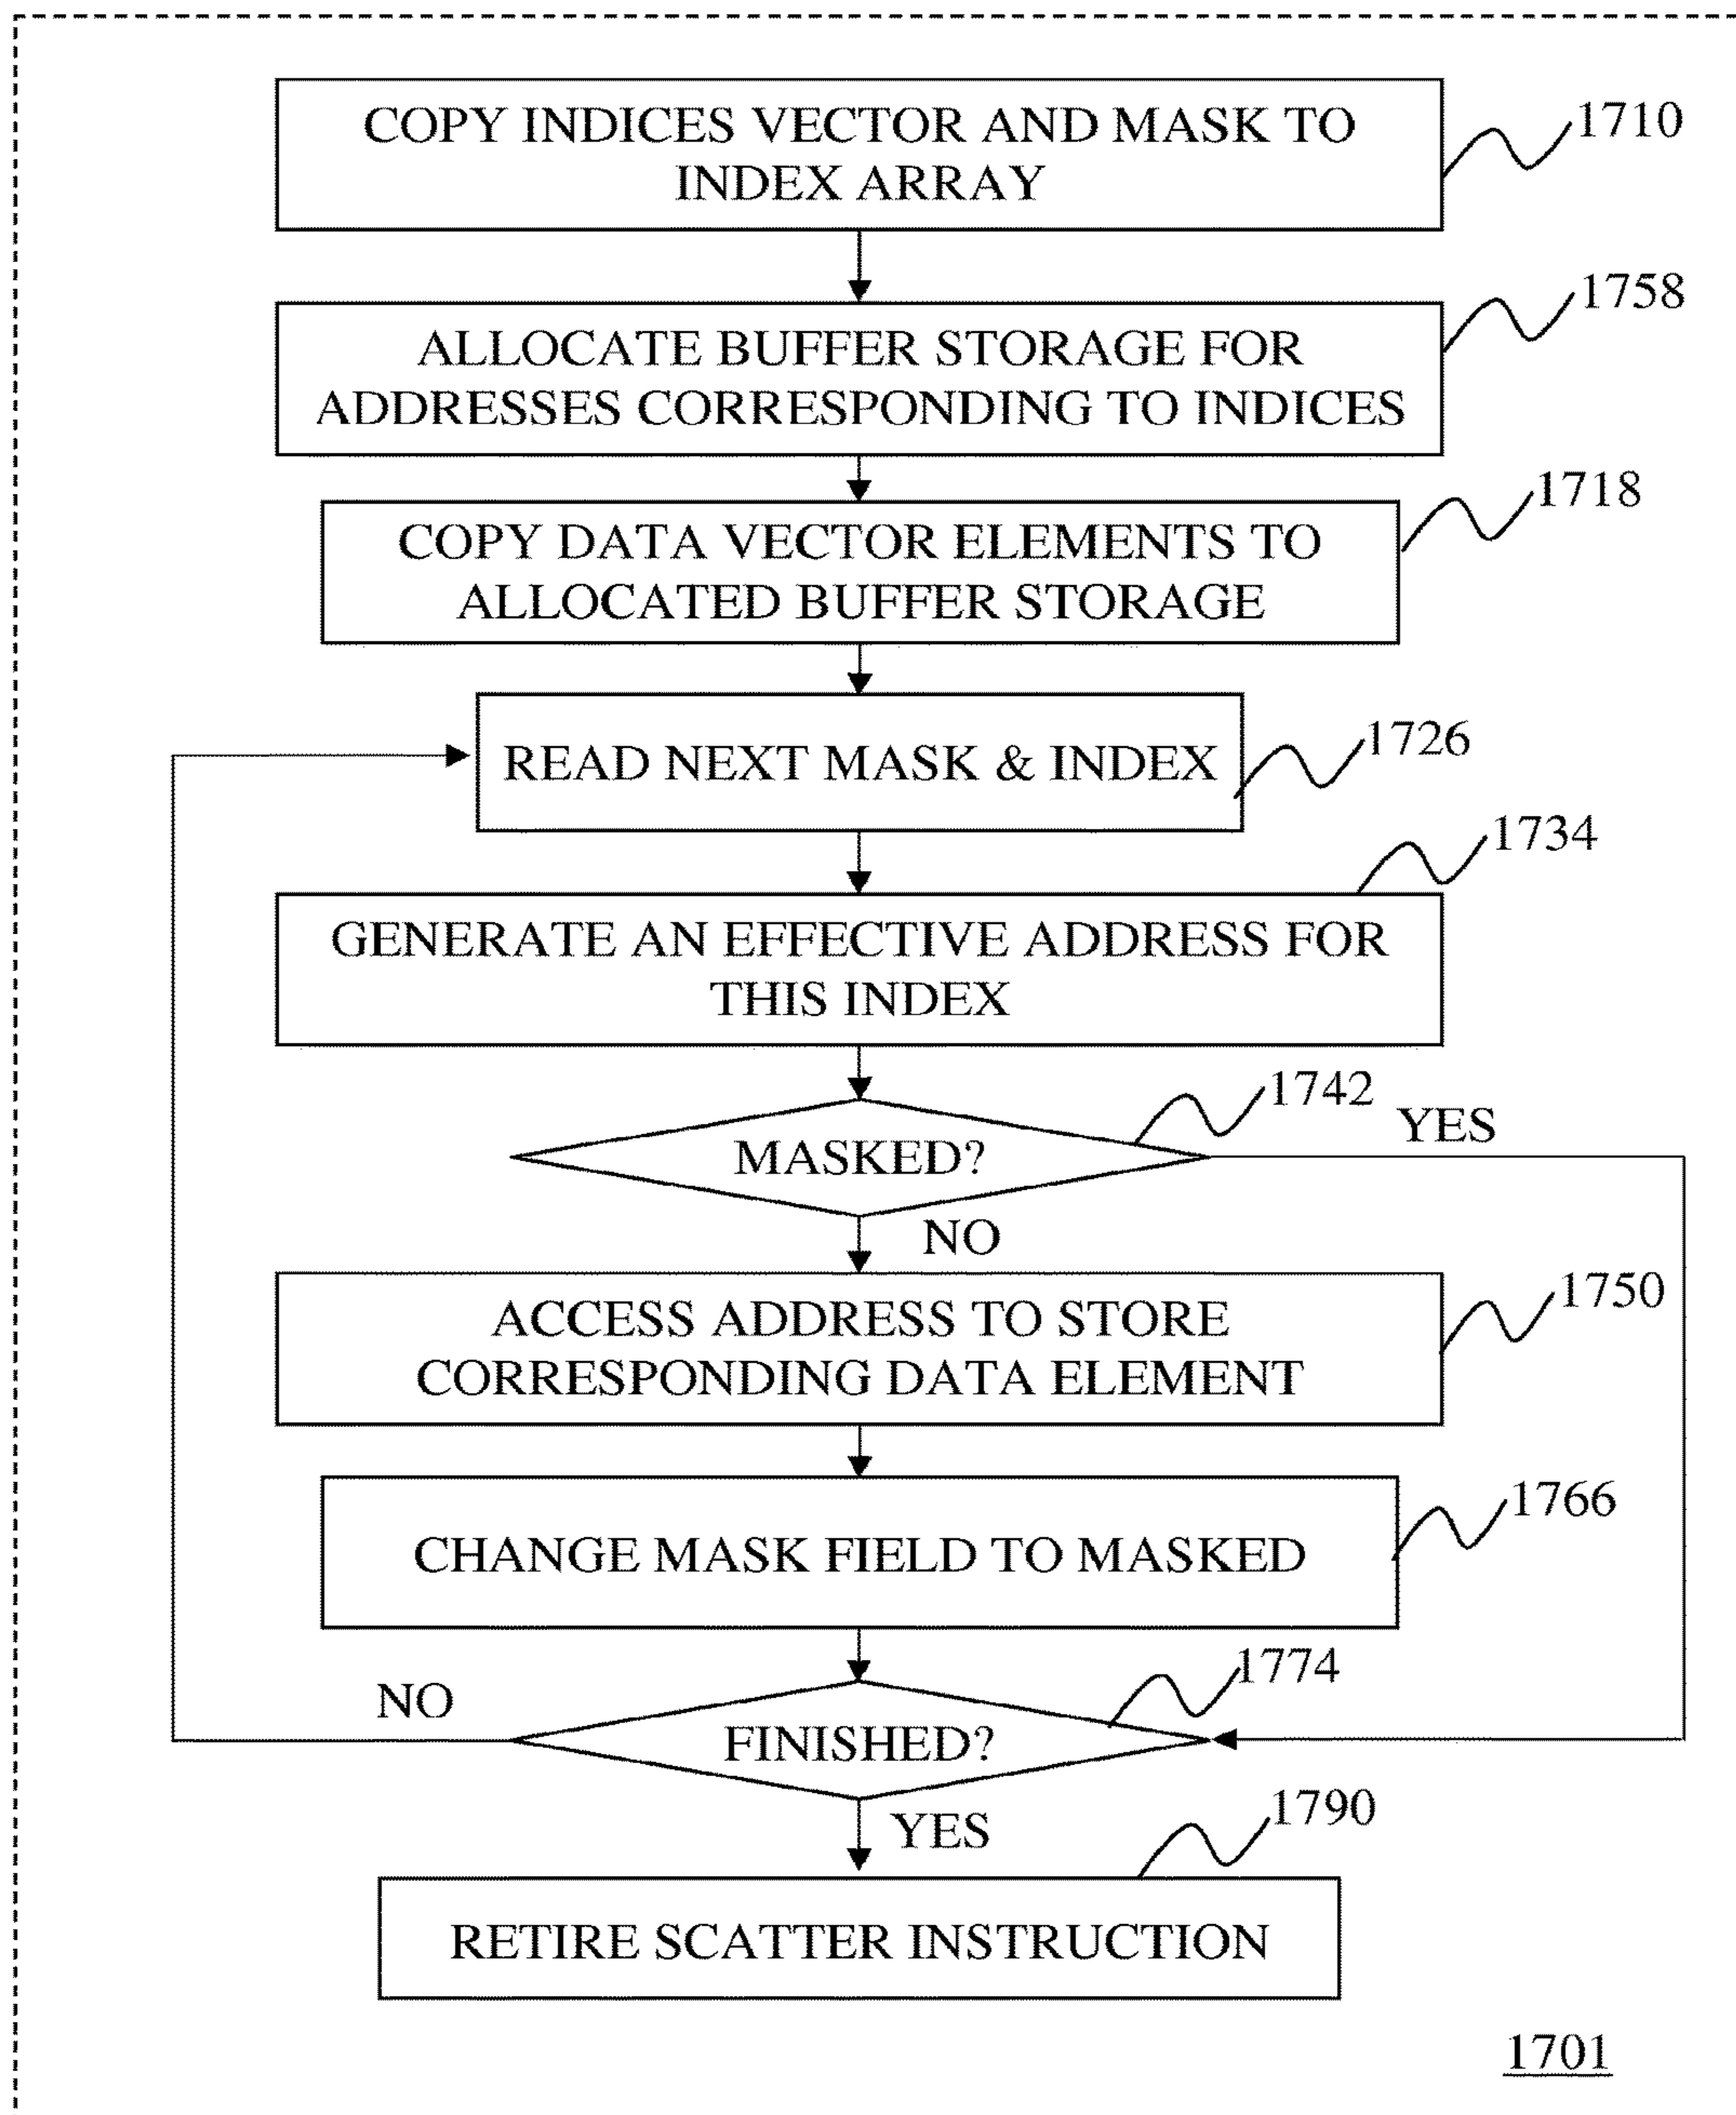 COPY INDICES VECTOR AND MASK TO
INDEX ARRAY
1710
1758
ALLOCATE BUFFER STORAGE FOR
ADDRESSES CORRESPONDING TO INDICES
1718
COPY DATA VECTOR ELEMENTS TO
ALLOCATED BUFFER STORAGE
READ NEXT MASK & INDEX
1726
1734
GENERATE AN EFFECTIVE ADDRESS FOR
THIS INDEX
1742
YES
MASKED?
NO
1750
ACCESS ADDRESS TO STORE
CORRESPONDING DATA ELEMENT
1766
CHANGE MASK FIELD TO MASKED
1774
NO
FINISHED?
1790
YES
RETIRE SCATTER INSTRUCTION
1701